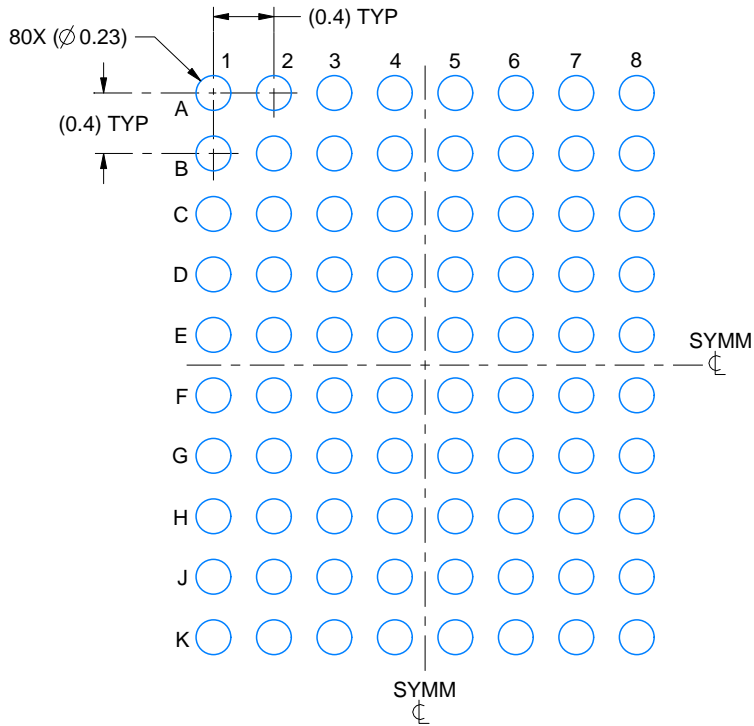 (0.4) TYP
80X (∅ 0.23)
1 2 3 4 5 6 7 8
A
(0.4) TYP
B
C
D
E
SYMM
℄
F
G
H
J
K
SYMM
℄